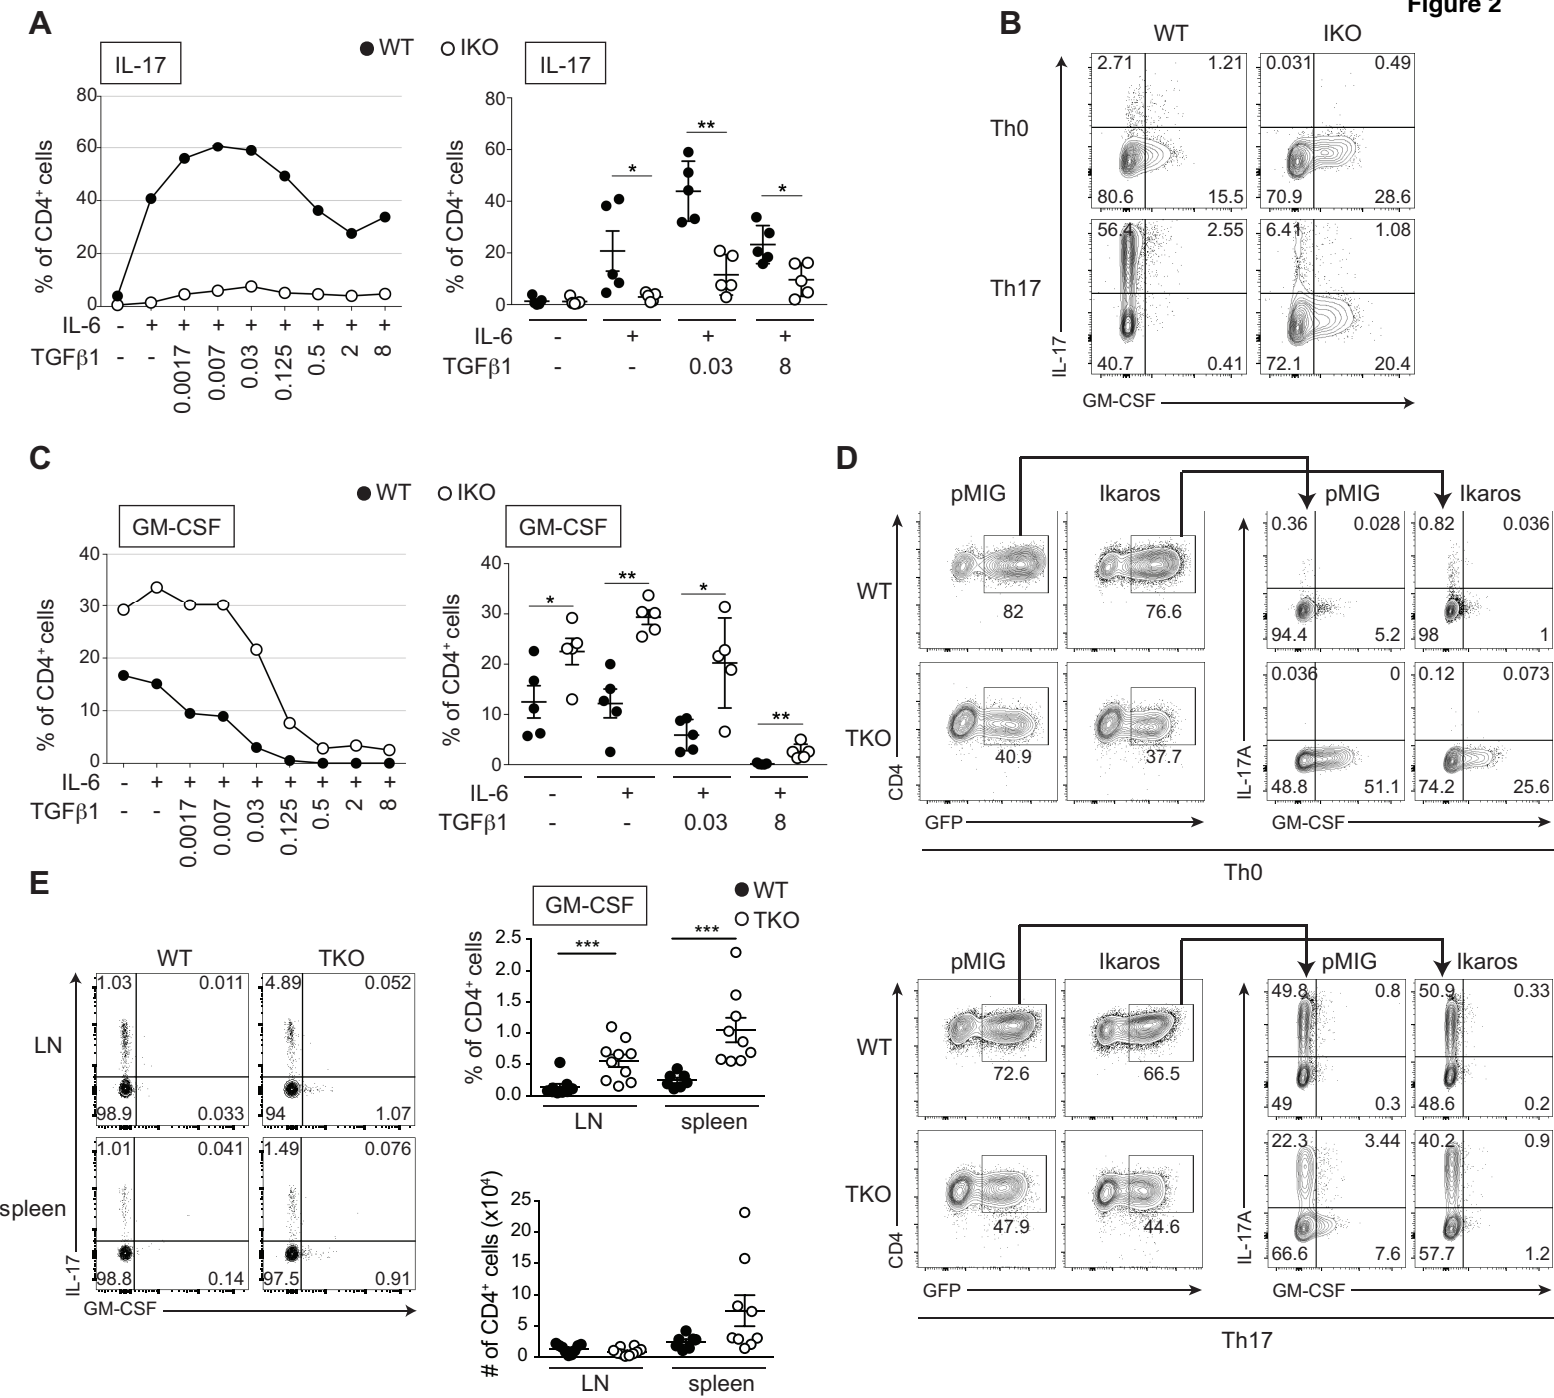 Figure 2
A
WT IKO
IL-17
80
60
40
20
0
% of CD4⁺ cells
IL-6 - + + + + + + + +
TGFβ1 - - 0.0017 0.007 0.03 0.125 0.5 2 8
IL-17
80
60
40
20
0
% of CD4⁺ cells
* ** *
IL-6 - + + +
TGFβ1 - - 0.03 8
B
WT IKO
Th0
2.71 1.21 0.031 0.49
80.6 15.5 70.9 28.6
Th17
56.4 2.55 6.41 1.08
40.7 0.41 72.1 20.4
IL-17
GM-CSF
C
WT IKO
GM-CSF
40
30
20
10
0
% of CD4⁺ cells
IL-6 - + + + + + + + +
TGFβ1 - - 0.0017 0.007 0.03 0.125 0.5 2 8
GM-CSF
40
30
20
10
0
% of CD4⁺ cells
* ** * **
IL-6 - + + +
TGFβ1 - - 0.03 8
D
pMIG Ikaros pMIG Ikaros
WT
82 76.6
0.36 0.028 0.82 0.036
94.4 5.2 98 1
TKO
40.9 37.7
0.036 0 0.12 0.073
48.8 51.1 74.2 25.6
CD4
IL-17A
GFP GM-CSF
Th0
pMIG Ikaros pMIG Ikaros
WT
72.6 66.5
49.8 0.8 50.9 0.33
49 0.3 48.6 0.2
TKO
47.9 44.6
22.3 3.44 40.2 0.9
66.6 7.6 57.7 1.2
CD4
IL-17A
GFP GM-CSF
Th17
E
WT TKO
LN
1.03 0.011 4.89 0.052
98.9 0.033 94 1.07
spleen
1.01 0.041 1.49 0.076
98.8 0.14 97.5 0.91
IL-17
GM-CSF
GM-CSF
WT
TKO
2.5
2.0
1.5
1.0
0.5
0.0
% of CD4⁺ cells
*** ***
LN spleen
25
20
15
10
5
0
# of CD4⁺ cells (x10⁴)
LN spleen